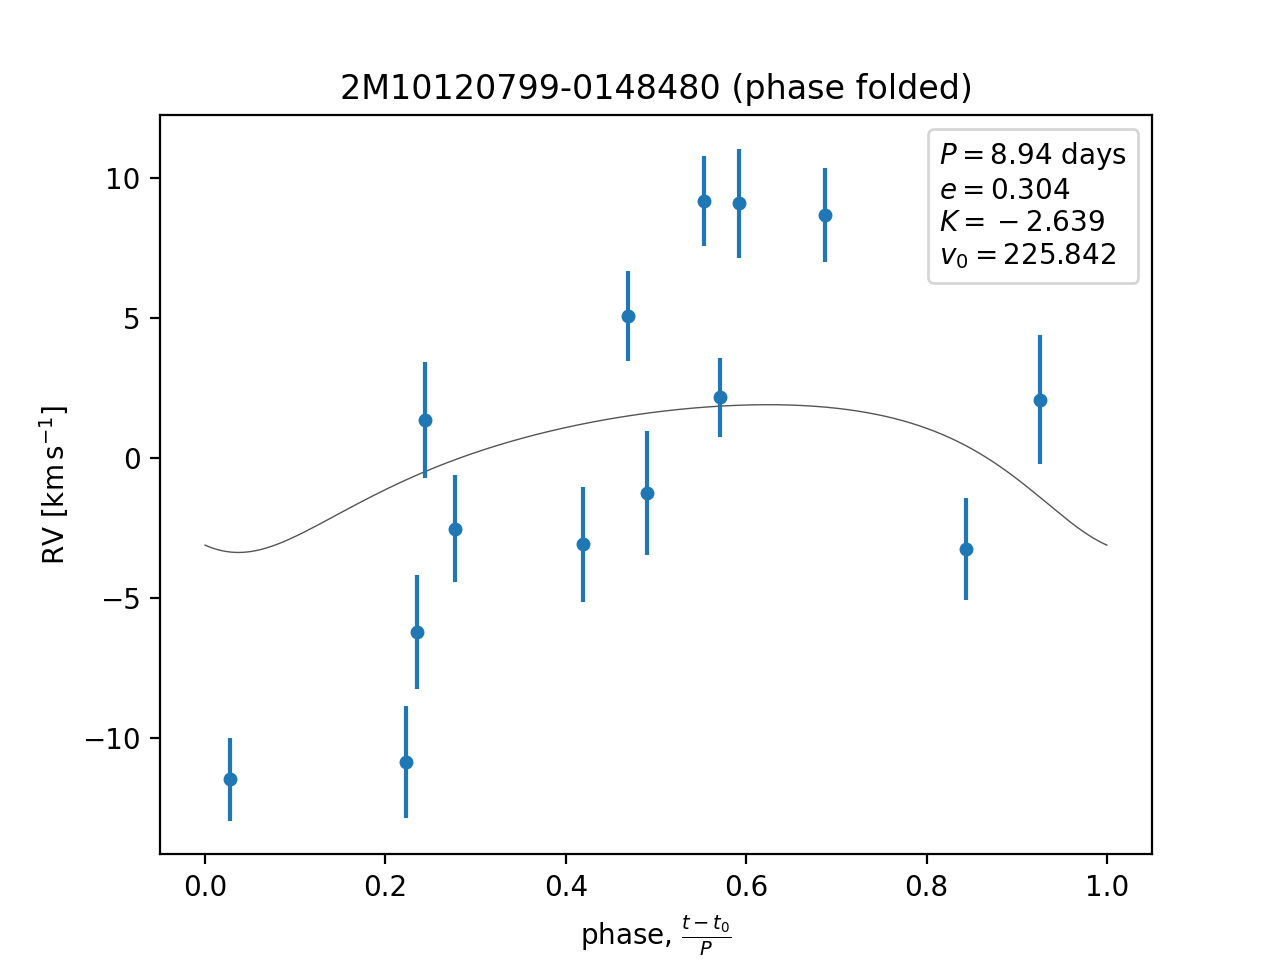 2M10120799-0148480 (phase folded)
P = 8.94 days
e = 0.304
K = −2.639
v₀ = 225.842
10
5
0
−5
−10
RV [km s⁻¹]
0.0 0.2 0.4 0.6 0.8 1.0
phase, (t − t₀)/P